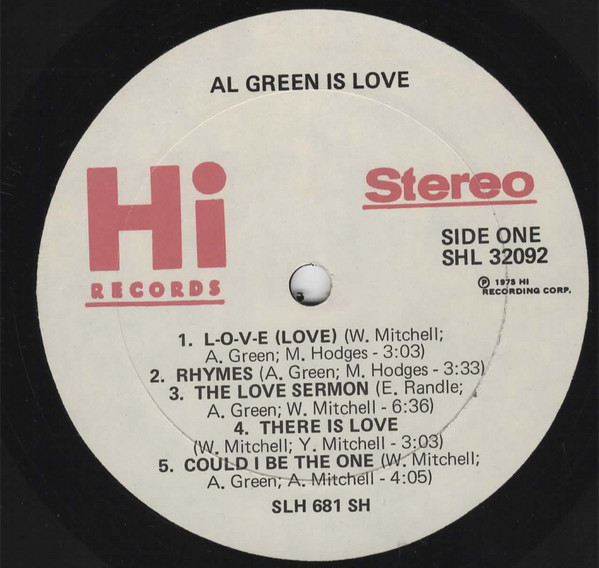 AL GREEN IS LOVE
Hi
RECORDS
Stereo
SIDE ONE
SHL 32092
Ⓟ 1975 HI
RECORDING CORP.
1. L-O-V-E (LOVE) (W. Mitchell;
A. Green; M. Hodges - 3:03)
2. RHYMES (A. Green; M. Hodges - 3:33)
3. THE LOVE SERMON (E. Randle;
A. Green; W. Mitchell - 6:36)
4. THERE IS LOVE
(W. Mitchell; Y. Mitchell - 3:03)
5. COULD I BE THE ONE (W. Mitchell;
A. Green; A. Mitchell - 4:05)
SLH 681 SH